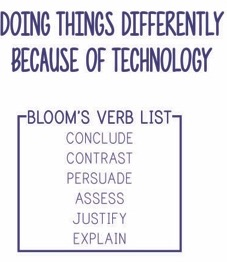 DOING THINGS DIFFERENTLY
BECAUSE OF TECHNOLOGY
BLOOM'S VERB LIST
CONCLUDE
CONTRAST
PERSUADE
ASSESS
JUSTIFY
EXPLAIN